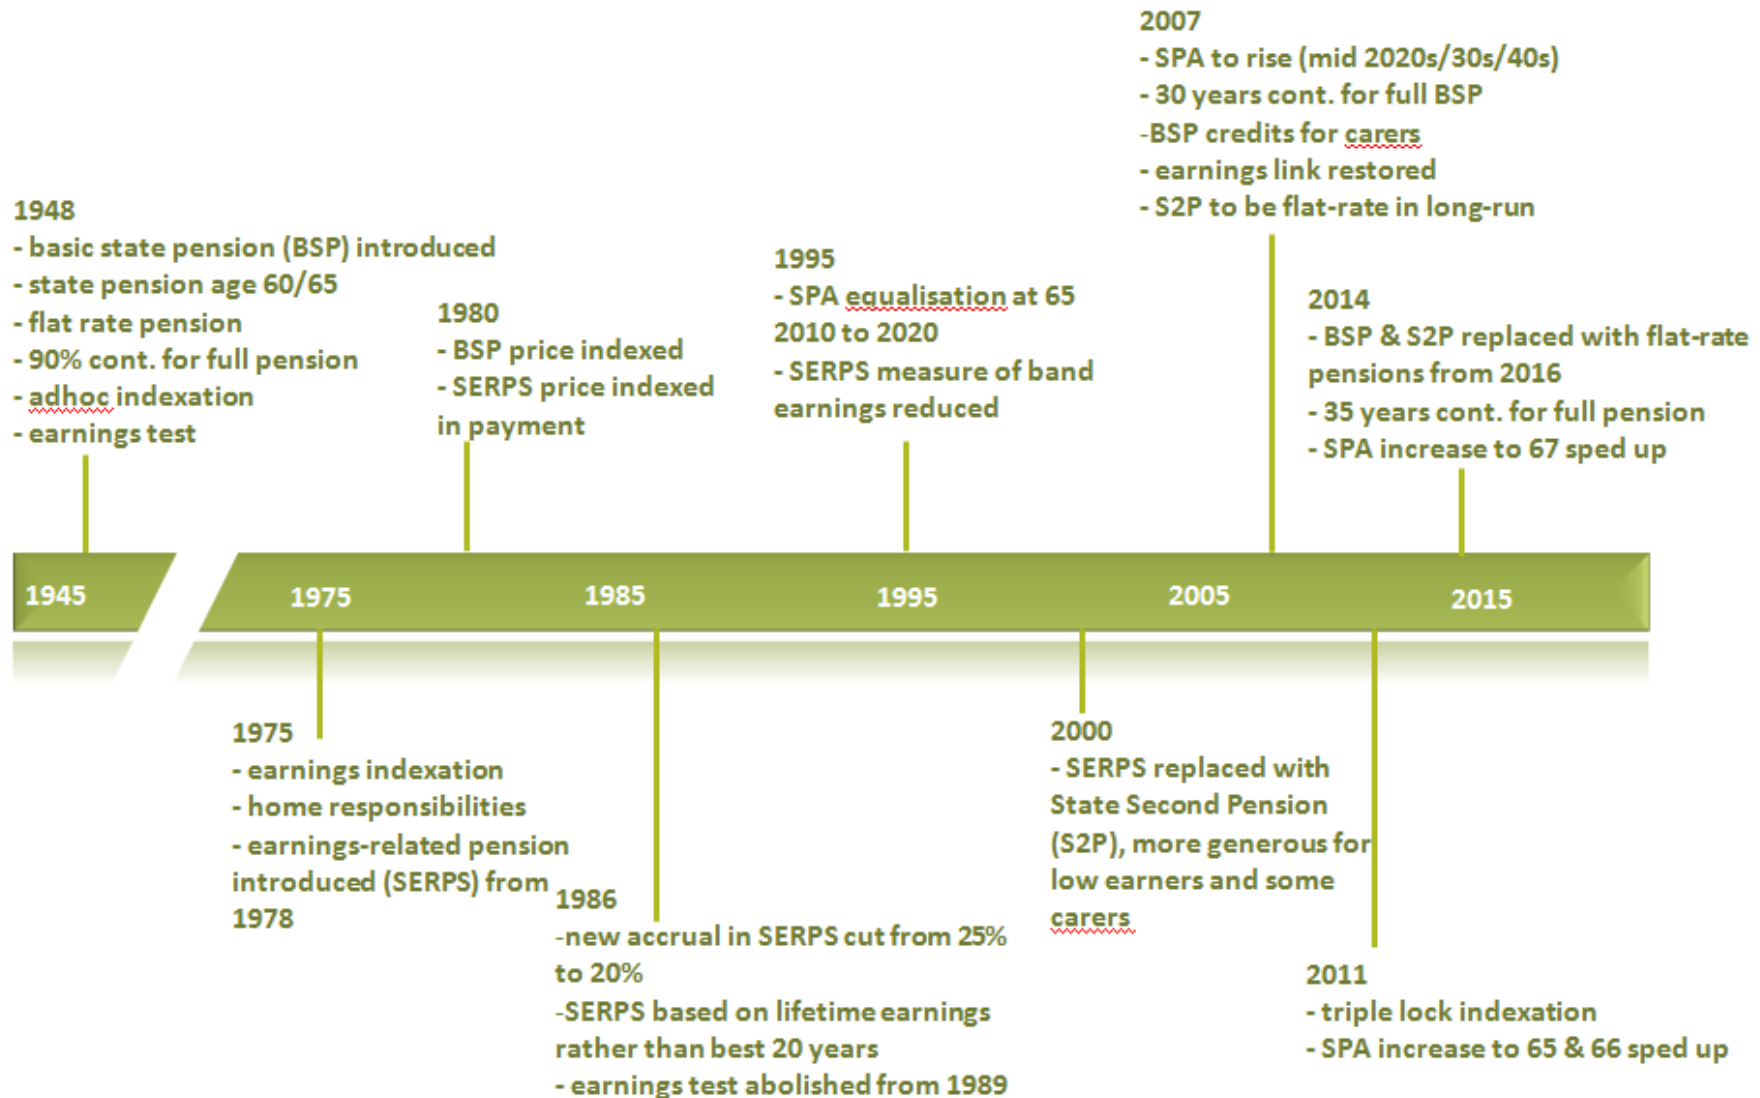 2007
- SPA to rise (mid 2020s/30s/40s)
- 30 years cont. for full BSP
-BSP credits for carers
- earnings link restored
- S2P to be flat-rate in long-run
1948
- basic state pension (BSP) introduced
- state pension age 60/65
- flat rate pension
- 90% cont. for full pension
- adhoc indexation
- earnings test
1980
- BSP price indexed
- SERPS price indexed
in payment
1995
- SPA equalisation at 65
2010 to 2020
- SERPS measure of band
earnings reduced
2014
- BSP & S2P replaced with flat-rate
pensions from 2016
- 35 years cont. for full pension
- SPA increase to 67 sped up
1945
1975
1985
1995
2005
2015
1975
- earnings indexation
- home responsibilities
- earnings-related pension
introduced (SERPS) from
1978
1986
-new accrual in SERPS cut from 25%
to 20%
-SERPS based on lifetime earnings
rather than best 20 years
- earnings test abolished from 1989
2000
- SERPS replaced with
State Second Pension
(S2P), more generous for
low earners and some
carers
2011
- triple lock indexation
- SPA increase to 65 & 66 sped up